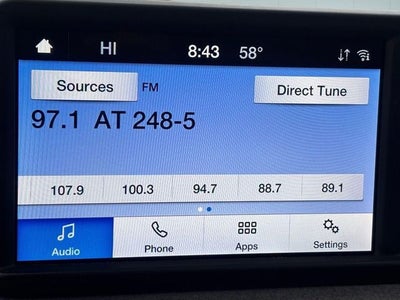 HI 8:43 58°
Sources FM Direct Tune
97.1 AT 248-5
107.9 100.3 94.7 88.7 89.1
Audio Phone Apps Settings